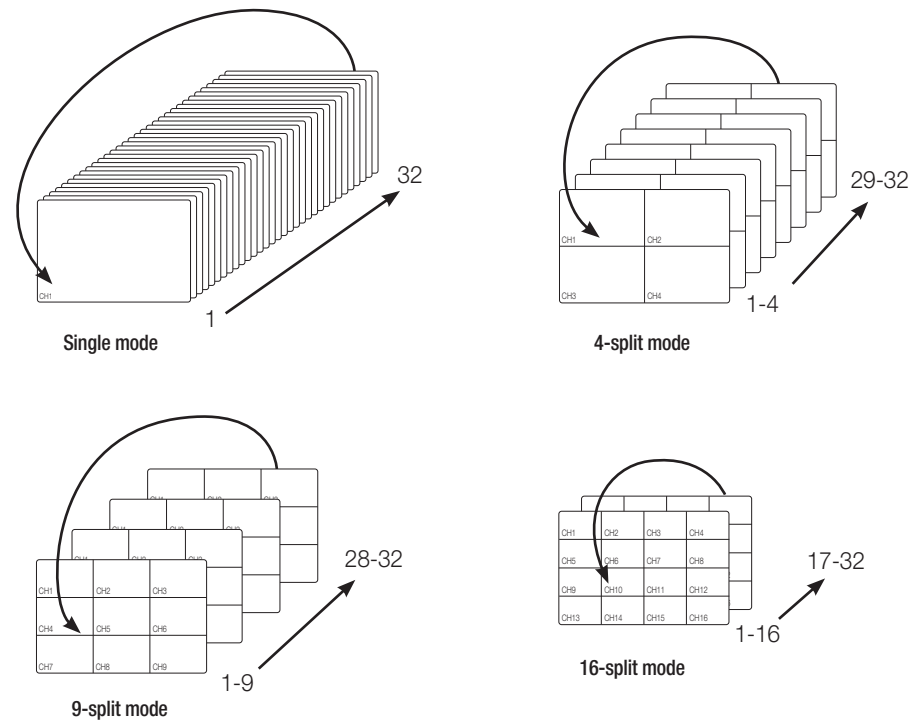 32
CH1
1
Single mode
29-32
CH1 CH2
CH3 CH4
1-4
4-split mode
28-32
CH1 CH2 CH3
CH4 CH5 CH6
CH7 CH8 CH9
1-9
9-split mode
17-32
CH1 CH2 CH3 CH4
CH5 CH6 CH7 CH8
CH9 CH10 CH11 CH12
CH13 CH14 CH15 CH16
1-16
16-split mode